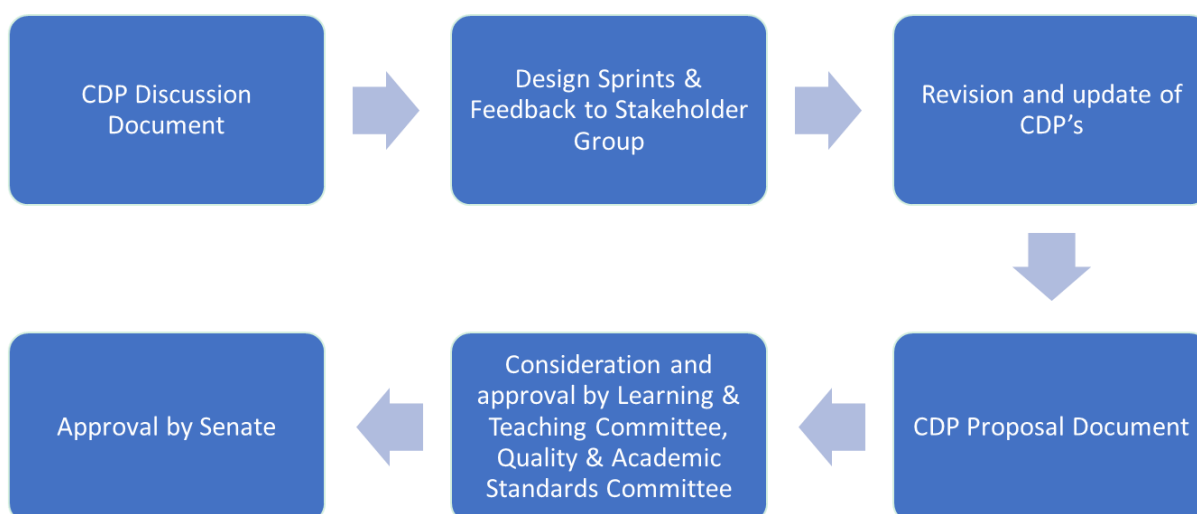 CDP Discussion
Document
Design Sprints &
Feedback to Stakeholder
Group
Revision and update of
CDP’s
CDP Proposal Document
Consideration and
approval by Learning &
Teaching Committee,
Quality & Academic
Standards Committee
Approval by Senate